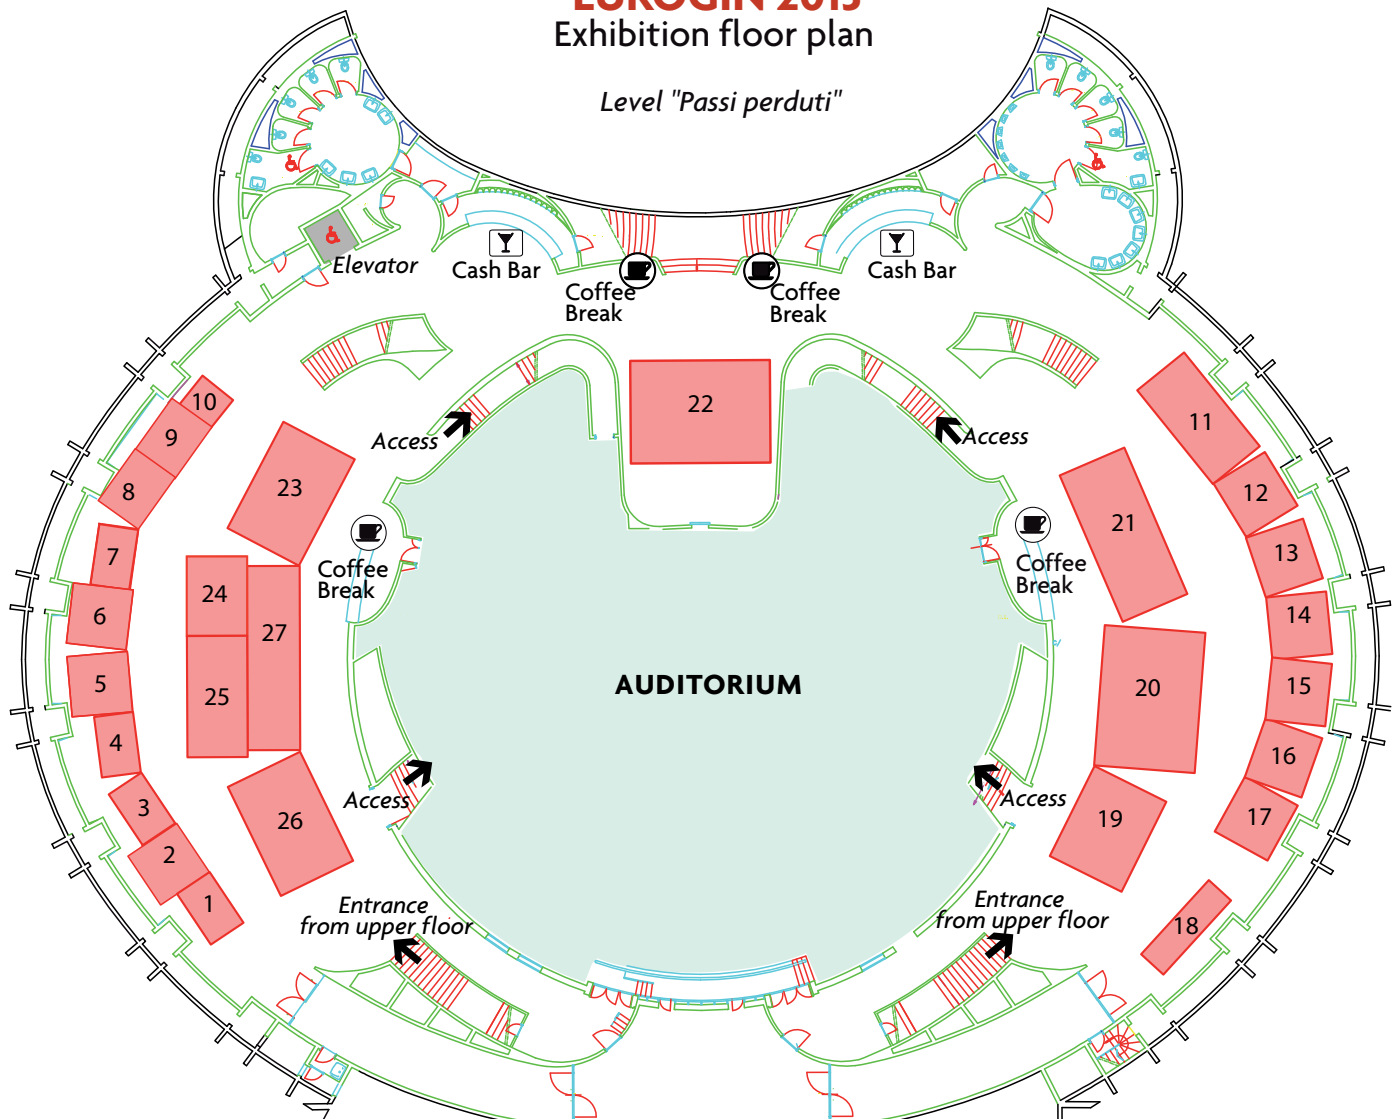 EUROGIN 2015
Exhibition floor plan
Level "Passi perduti"
Elevator
Cash Bar
Cash Bar
Coffee
Break
Coffee
Break
10
9
8
7
6
5
4
3
2
1
23
24
27
25
26
Access
22
Access
Coffee
Break
Coffee
Break
AUDITORIUM
Access
Access
Entrance
from upper floor
Entrance
from upper floor
11
12
13
14
15
16
17
18
21
20
19